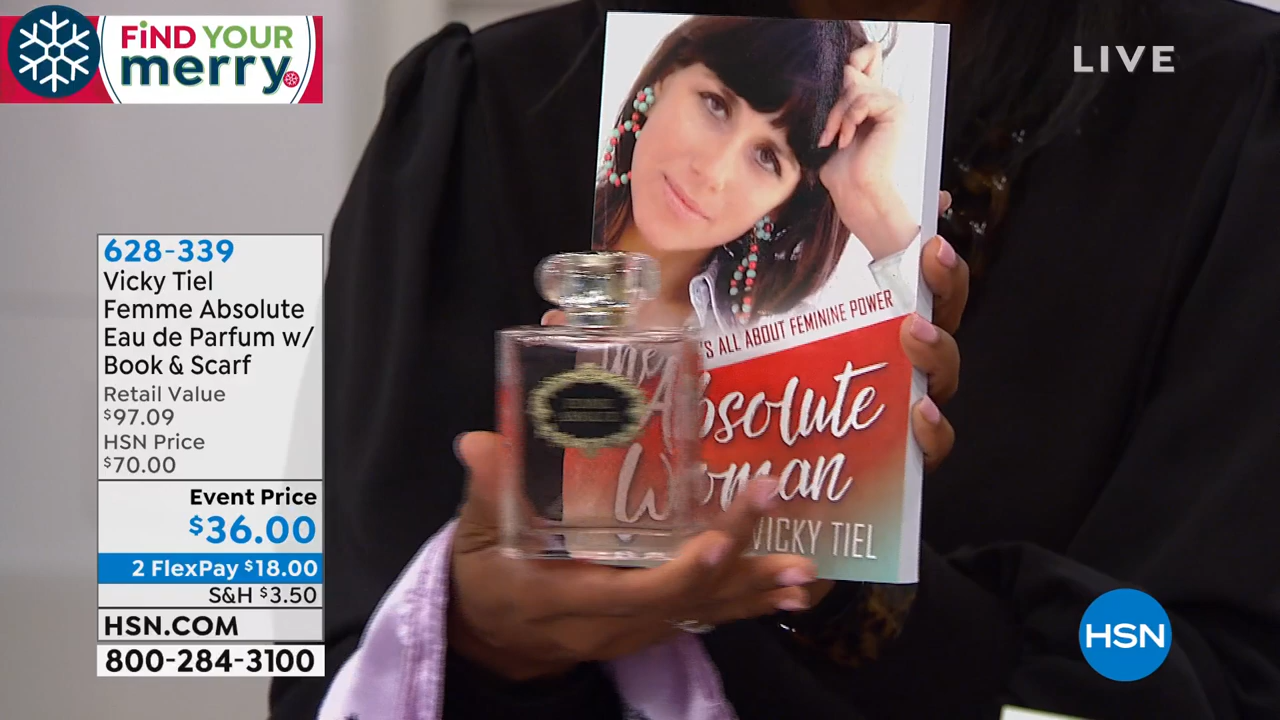 FiND YOUR
merry.
LIVE
628-339
Vicky Tiel
Femme Absolute
Eau de Parfum w/
Book & Scarf
Retail Value
$97.09
HSN Price
$70.00
Event Price
$36.00
2 FlexPay $18.00
S&H $3.50
HSN.COM
800-284-3100
'S ALL ABOUT FEMININE POWER
The
Absolute
Woman
VICKY TIEL
HSN